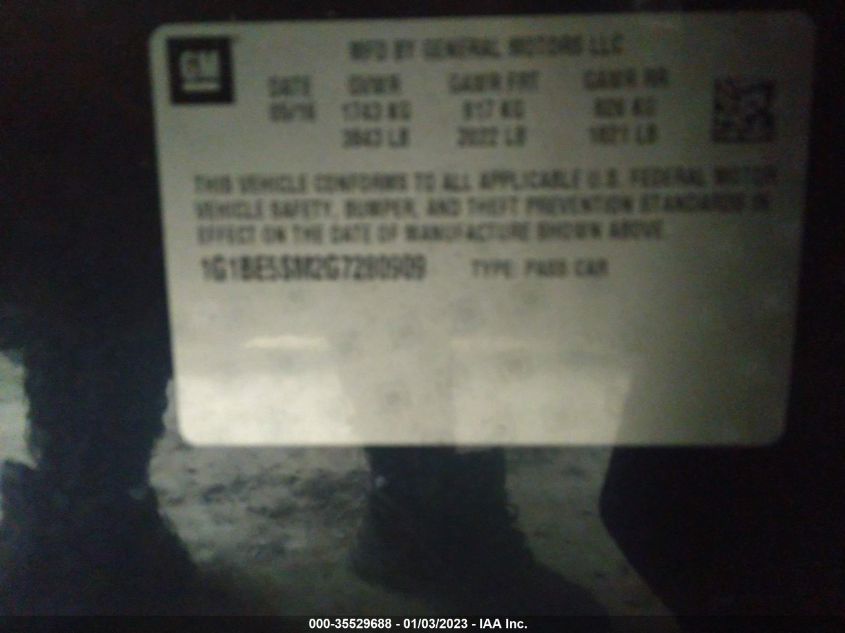 GM
MFD BY GENERAL MOTORS LLC
DATE GVWR GAWR FRT GAWR RR
05/16 1743 KG 917 KG 826 KG
3843 LB 2022 LB 1821 LB
THIS VEHICLE CONFORMS TO ALL APPLICABLE U.S. FEDERAL MOTOR
VEHICLE SAFETY, BUMPER, AND THEFT PREVENTION STANDARDS IN
EFFECT ON THE DATE OF MANUFACTURE SHOWN ABOVE.
1G1BE5SM2G7280909 TYPE: PASS CAR
000-35529688 - 01/03/2023 - IAA Inc.